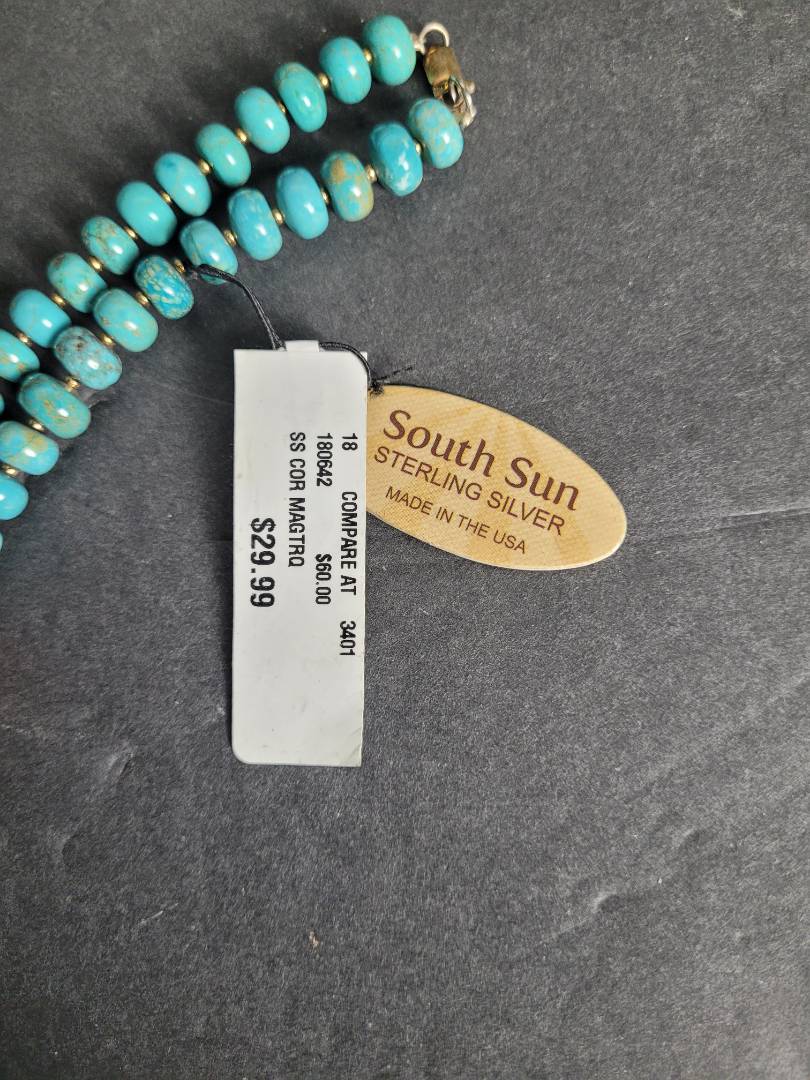 18 COMPARE AT 3401
180642 $60.00
SS COR MAGTRQ
$29.99
South Sun
STERLING SILVER
MADE IN THE USA